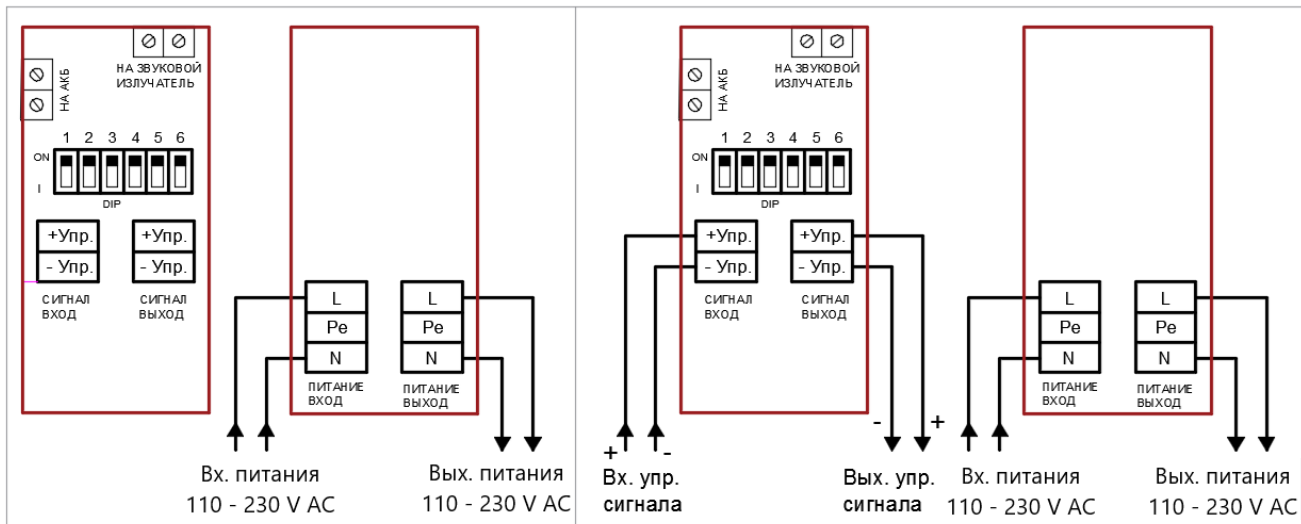 НА ЗВУКОВОЙ
ИЗЛУЧАТЕЛЬ
НА АКБ
1 2 3 4 5 6
ON
I
DIP
+Упр. +Упр.
- Упр. - Упр.
СИГНАЛ
ВХОД
СИГНАЛ
ВЫХОД
L L
Pe Pe
N N
ПИТАНИЕ
ВХОД
ПИТАНИЕ
ВЫХОД
Вх. питания
110 - 230 V AC
Вых. питания
110 - 230 V AC
НА ЗВУКОВОЙ
ИЗЛУЧАТЕЛЬ
НА АКБ
1 2 3 4 5 6
ON
I
DIP
+Упр. +Упр.
- Упр. - Упр.
СИГНАЛ
ВХОД
СИГНАЛ
ВЫХОД
L L
Pe Pe
N N
ПИТАНИЕ
ВХОД
ПИТАНИЕ
ВЫХОД
+ -
Вх. упр.
сигнала
- +
Вых. упр.
сигнала
Вх. питания
110 - 230 V AC
Вых. питания
110 - 230 V AC